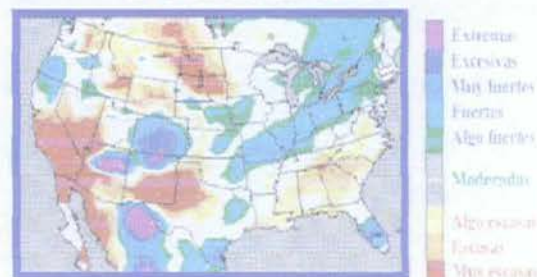 Extremas
Excesivas
Muy fuertes
Fuertes
Algo fuertes
Moderadas
Algo escasas
Escasas
Muy escasas